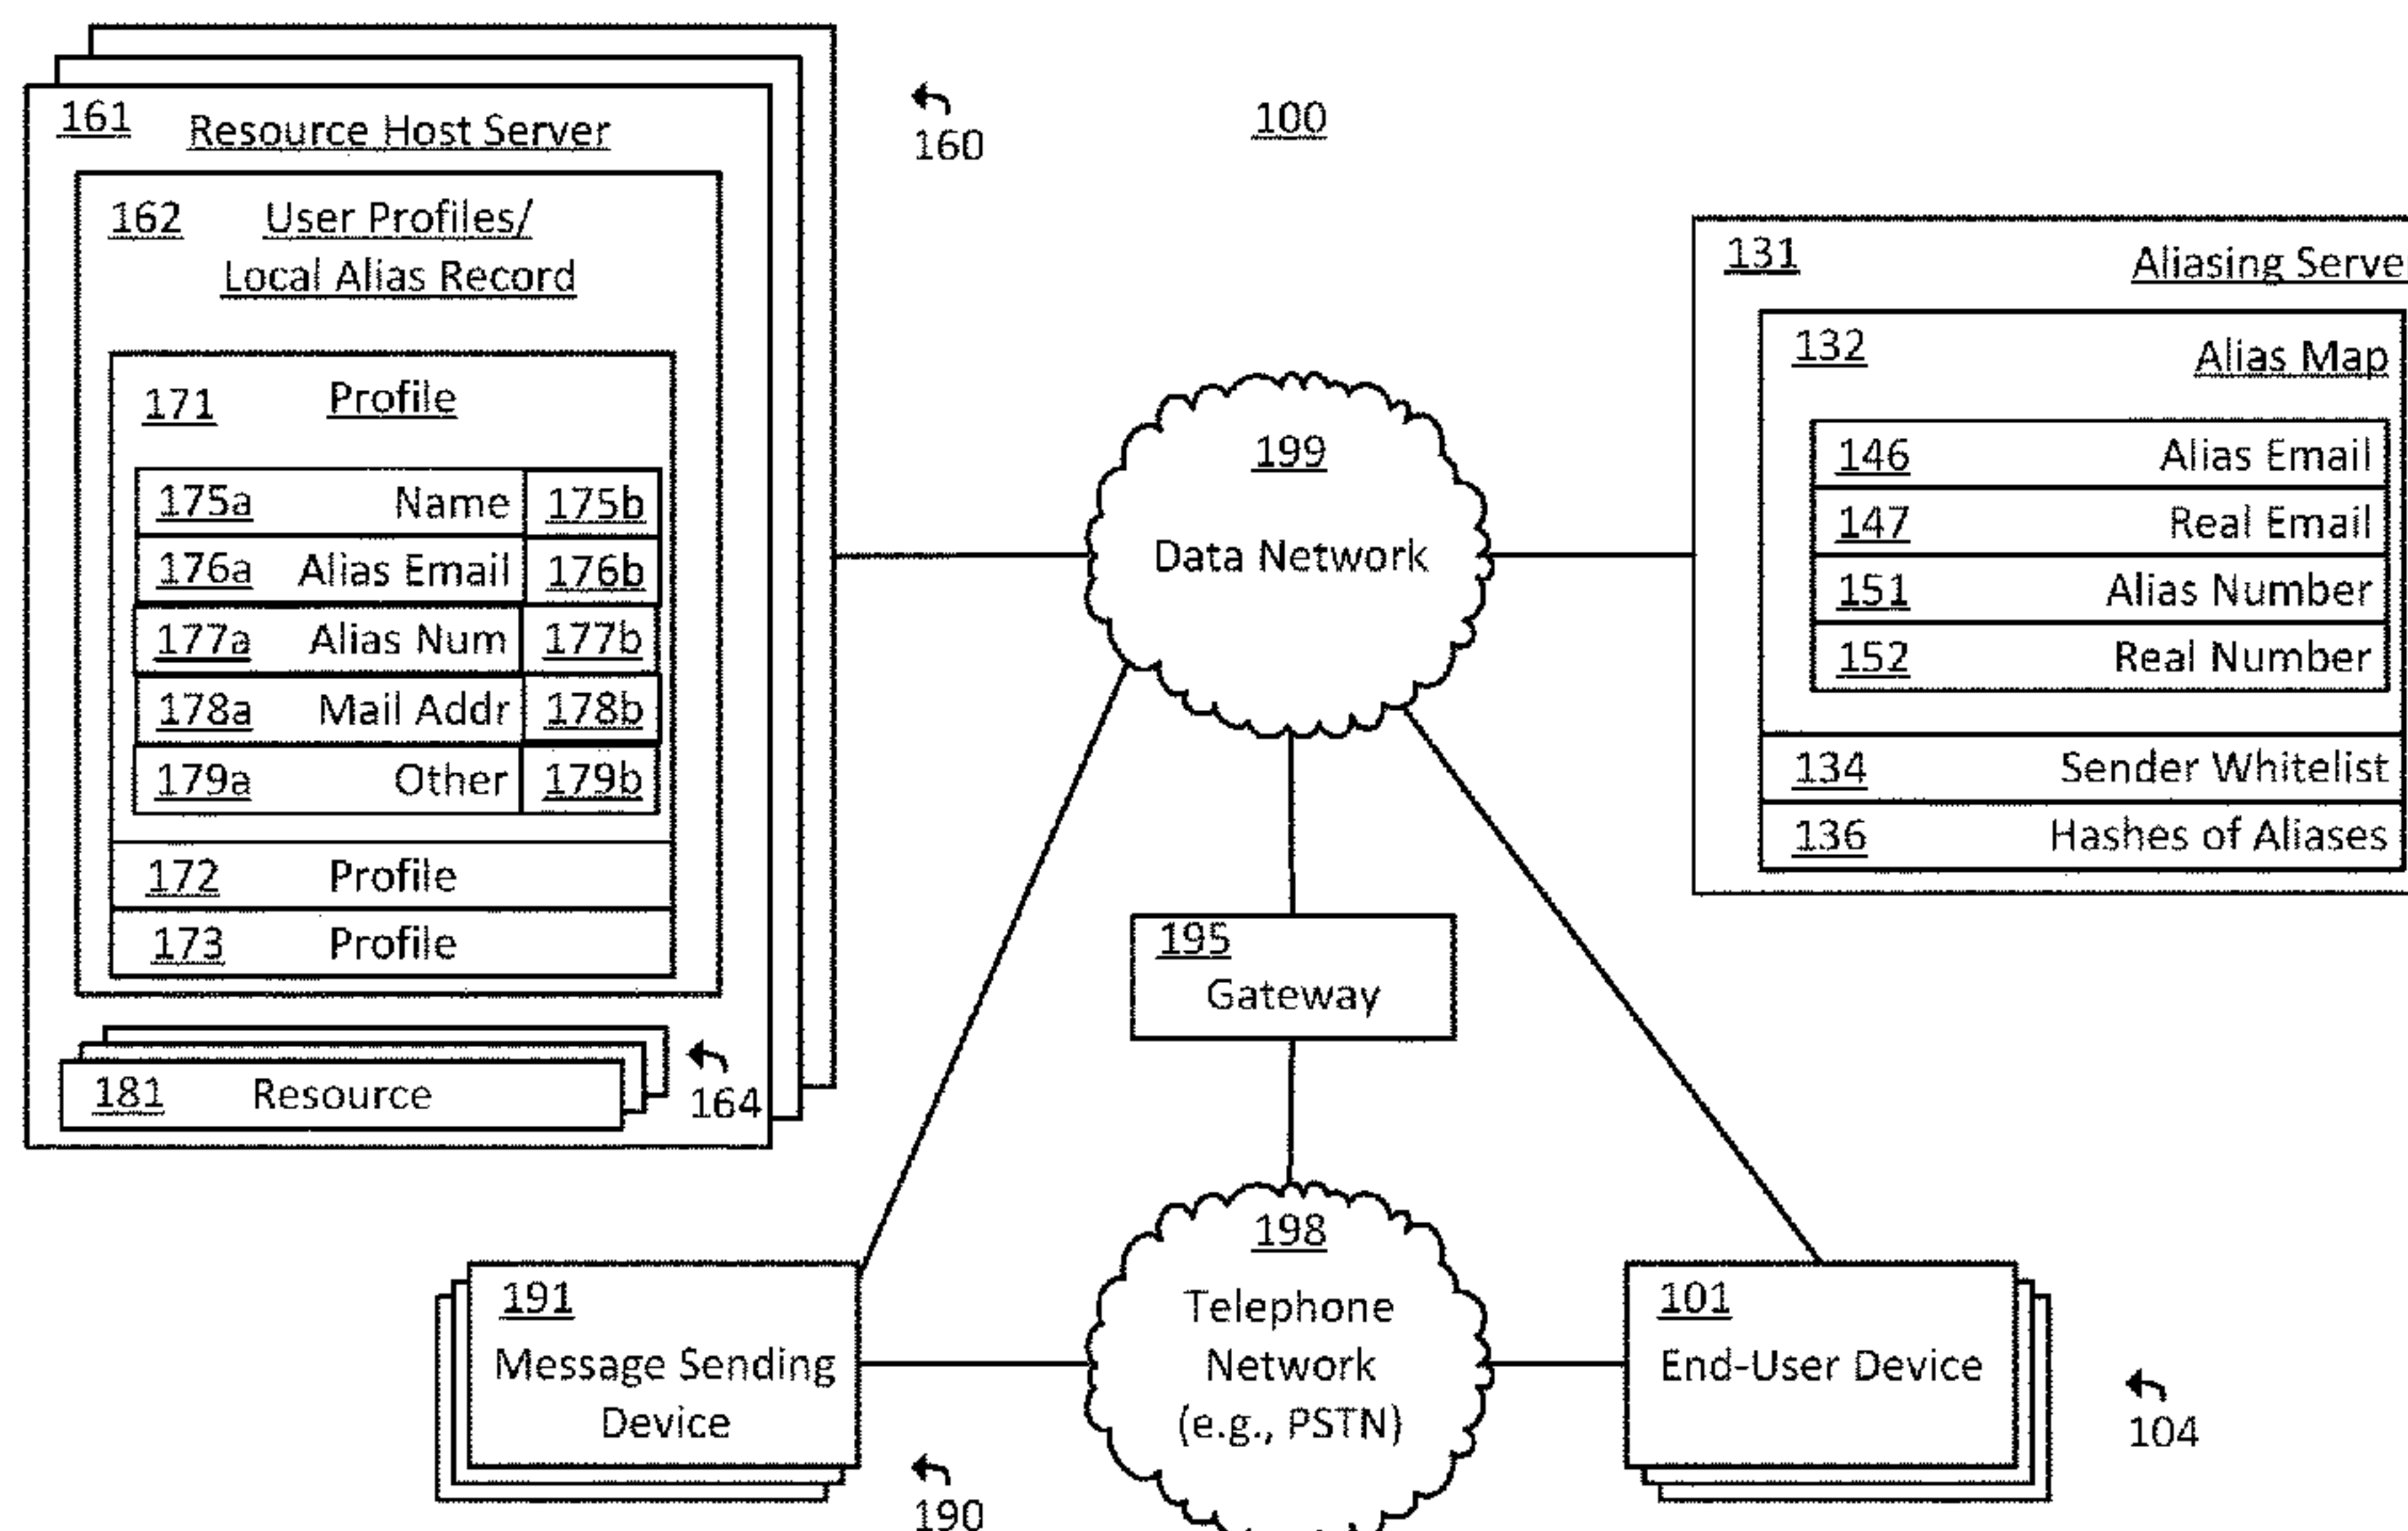 161 Resource Host Server
162 User Profiles/
Local Alias Record
171 Profile
175a Name 175b
176a Alias Email 176b
177a Alias Num 177b
178a Mail Addr 178b
179a Other 179b
172 Profile
173 Profile
181 Resource
164
160
100
199
Data Network
195
Gateway
198
Telephone
Network
(e.g., PSTN)
191
Message Sending
Device
190
131 Aliasing Serve
132 Alias Map
146 Alias Email
147 Real Email
151 Alias Number
152 Real Number
134 Sender Whitelist
136 Hashes of Aliases
101
End-User Device
104